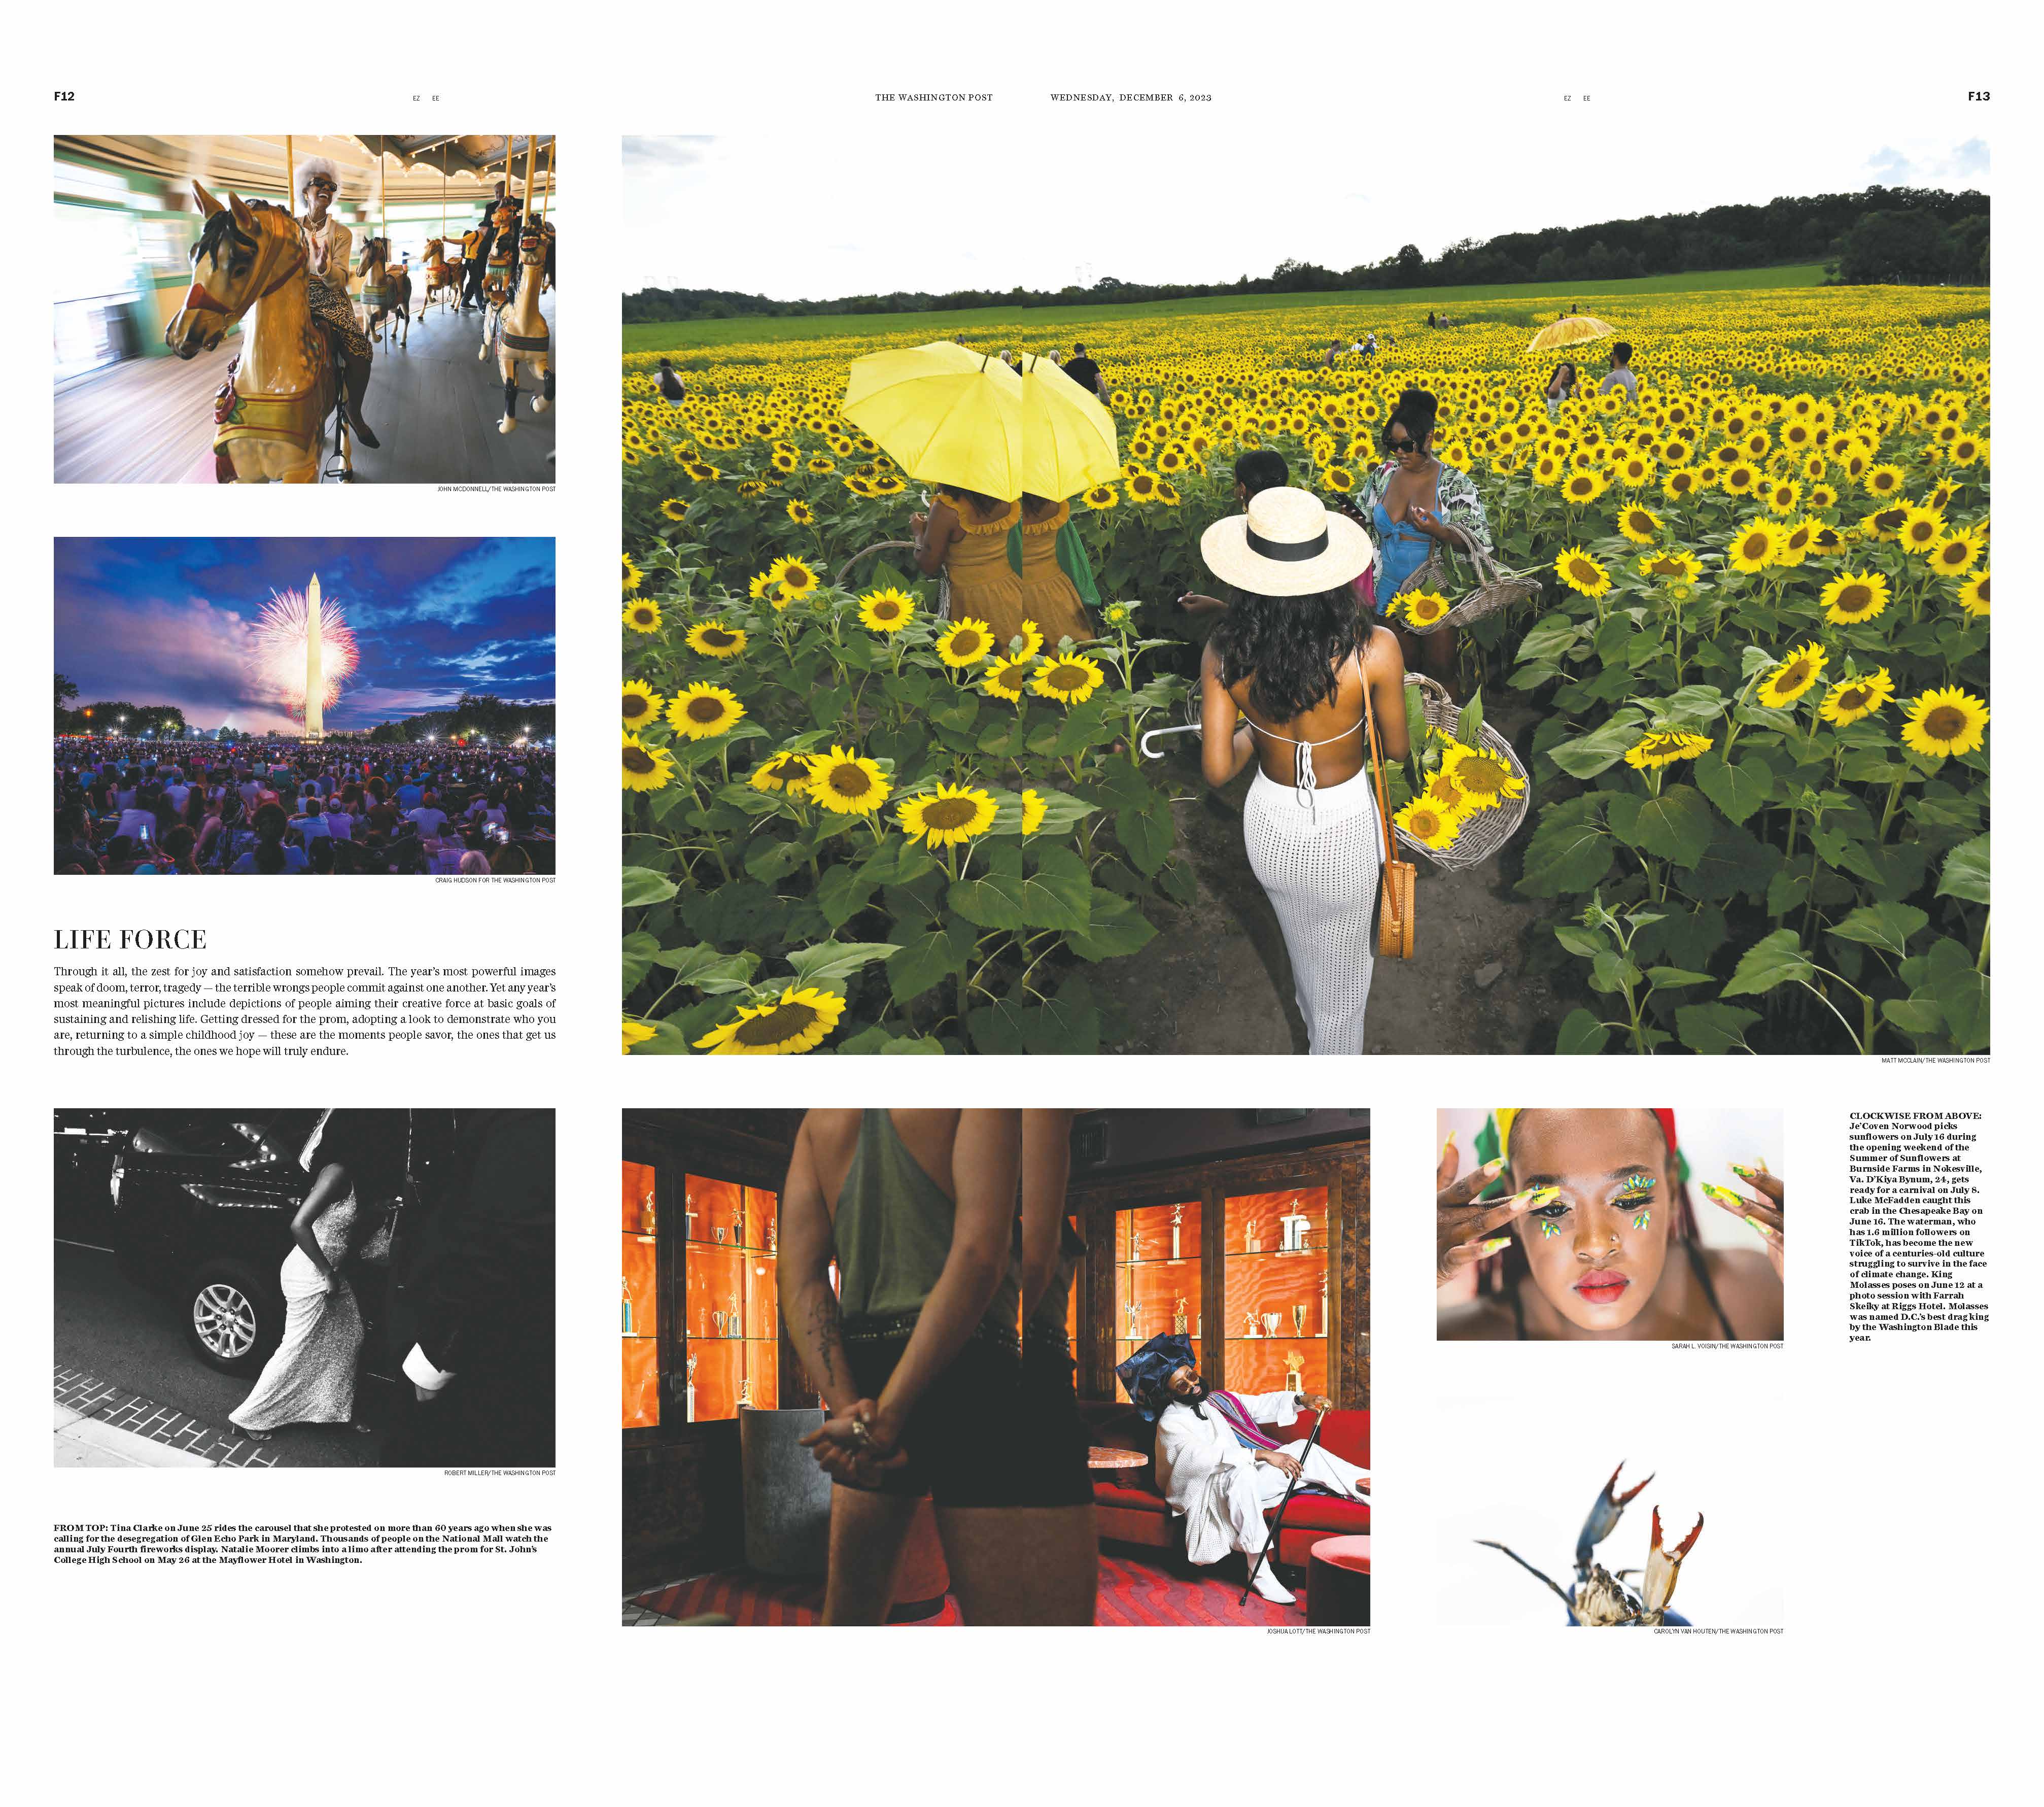 F12
EZ EE
THE WASHINGTON POST
WEDNESDAY, DECEMBER 6, 2023
EZ EE
F13
JOHN MCDONNELL/THE WASHINGTON POST
CRAIG HUDSON FOR THE WASHINGTON POST
LIFE FORCE
Through it all, the zest for joy and satisfaction somehow prevail. The year's most powerful images
speak of doom, terror, tragedy — the terrible wrongs people commit against one another. Yet any year's
most meaningful pictures include depictions of people aiming their creative force at basic goals of
sustaining and relishing life. Getting dressed for the prom, adopting a look to demonstrate who you
are, returning to a simple childhood joy — these are the moments people savor, the ones that get us
through the turbulence, the ones we hope will truly endure.
MATT MCCLAIN/THE WASHINGTON POST
ROBERT MILLER/THE WASHINGTON POST
FROM TOP: Tina Clarke on June 25 rides the carousel that she protested on more than 60 years ago when she was
calling for the desegregation of Glen Echo Park in Maryland. Thousands of people on the National Mall watch the
annual July Fourth fireworks display. Natalie Moorer climbs into a limo after attending the prom for St. John's
College High School on May 26 at the Mayflower Hotel in Washington.
JOSHUA LOTT/THE WASHINGTON POST
SARAH L. VOISIN/THE WASHINGTON POST
CAROLYN VAN HOUTEN/THE WASHINGTON POST
CLOCKWISE FROM ABOVE:
Je'Coven Norwood picks
sunflowers on July 16 during
the opening weekend of the
Summer of Sunflowers at
Burnside Farms in Nokesville,
Va. D'Kiya Bynum, 24, gets
ready for a carnival on July 8.
Luke McFadden caught this
crab in the Chesapeake Bay on
June 16. The waterman, who
has 1.6 million followers on
TikTok, has become the new
voice of a centuries-old culture
struggling to survive in the face
of climate change. King
Molasses poses on June 12 at a
photo session with Farrah
Skeiky at Riggs Hotel. Molasses
was named D.C.'s best drag king
by the Washington Blade this
year.